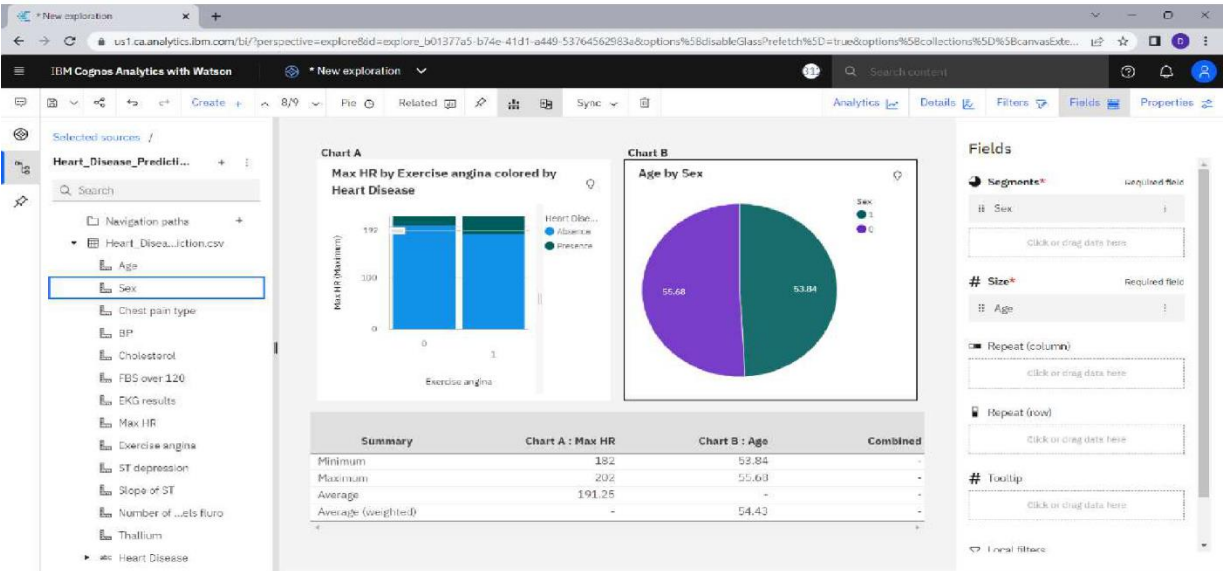 * New exploration
us1.ca.analytics.ibm.com/bi/?perspective=explore&id=explore_b01377a5-b74e-41d1-a449-53764562983a&options%5BdisableGlassPrefetch%5D=true&options%5Bcollections%5D%5BcanvasExte...
D
IBM Cognos Analytics with Watson
* New exploration
Search content
Create +
8/9
Pie
Related
Sync
Analytics
Details
Filters
Fields
Properties
Selected sources /
Heart_Disease_Predicti...
Search
Navigation paths
Heart_Disea...iction.csv
Age
Sex
Chest pain type
BP
Cholesterol
FBS over 120
EKG results
Max HR
Exercise angina
ST depression
Slope of ST
Number of ...els fluro
Thallium
abc Heart Disease
Chart A
Max HR by Exercise angina colored by
Heart Disease
192
100
0
Max HR (Maximum)
0
1
Exercise angina
Heart Dise...
Absence
Presence
Chart B
Age by Sex
Sex
1
0
55.68
53.84
Summary Chart A : Max HR Chart B : Age Combined
Minimum 182 53.84 -
Maximum 202 55.68 -
Average 191.25 - -
Average (weighted) - 54.43 -
Fields
Segments* Required field
Sex
Click or drag data here
# Size* Required field
Age
Repeat (column)
Click or drag data here
Repeat (row)
Click or drag data here
# Tooltip
Click or drag data here
Local filters